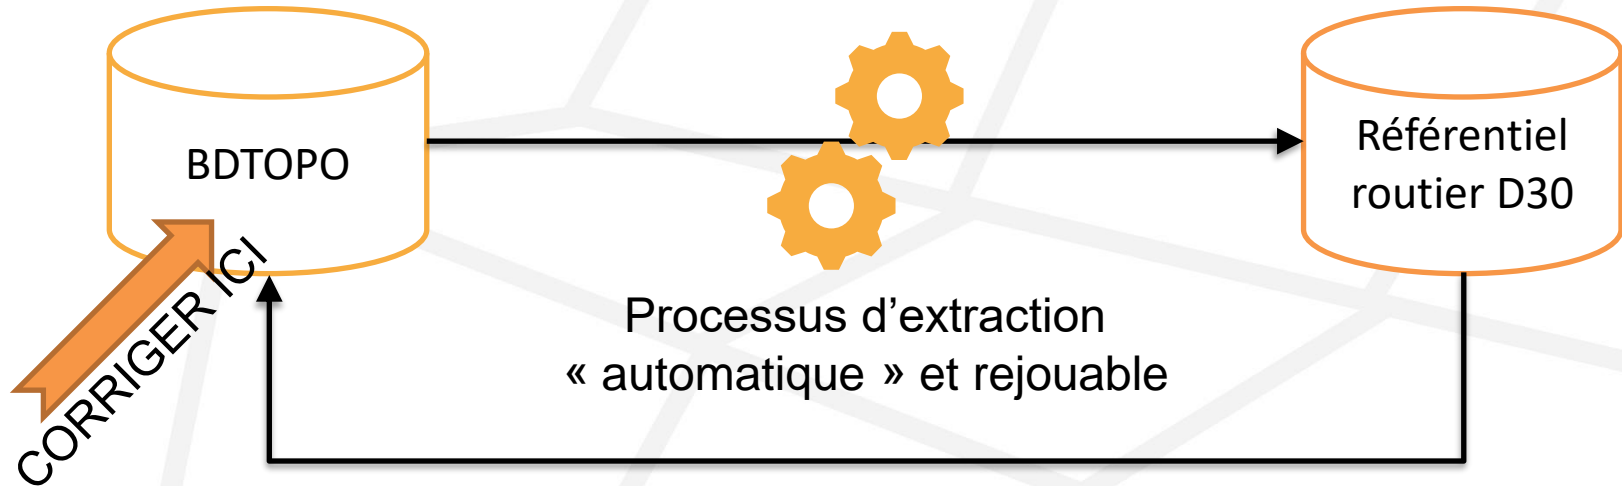 BDTOPO
Référentiel
routier D30
CORRIGER ICI
Processus d’extraction
« automatique » et rejouable